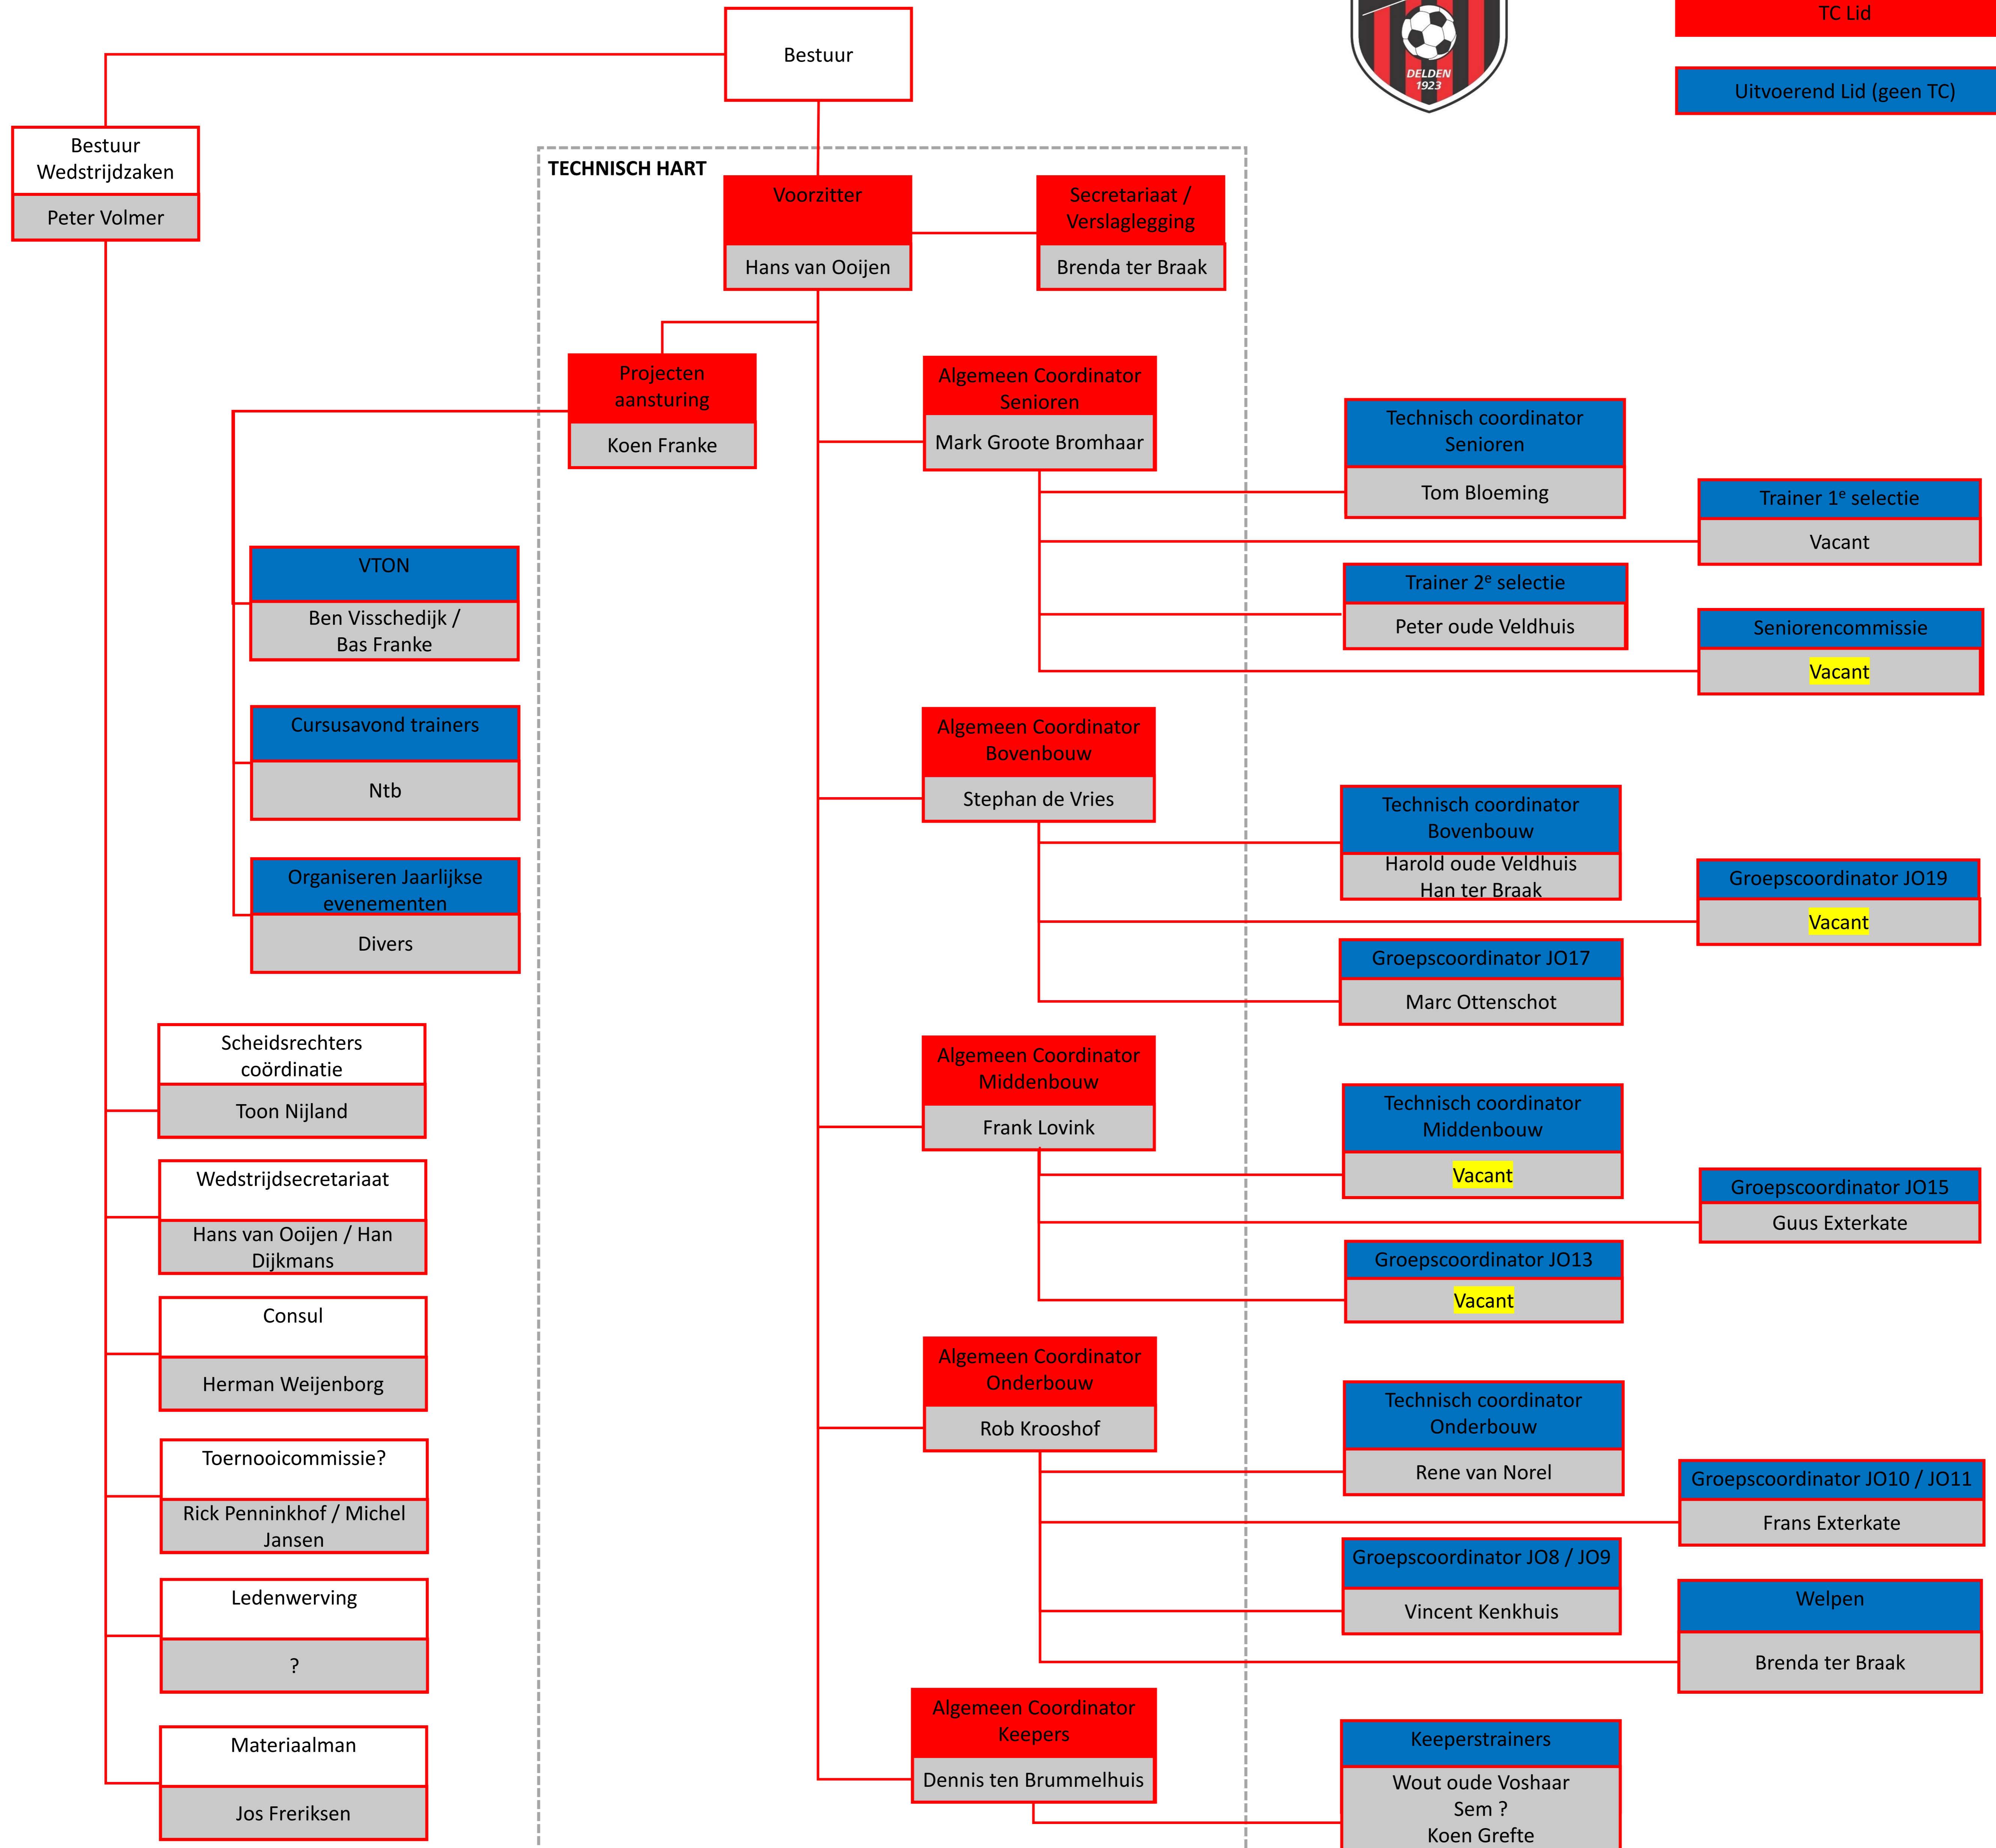 Bestuur
DELDEN
1923
TC Lid
Uitvoerend Lid (geen TC)
Bestuur
Wedstrijdzaken
Peter Volmer
TECHNISCH HART
Voorzitter
Hans van Ooijen
Secretariaat /
Verslaglegging
Brenda ter Braak
Projecten
aansturing
Koen Franke
VTON
Ben Visschedijk /
Bas Franke
Cursusavond trainers
Ntb
Organiseren Jaarlijkse
evenementen
Divers
Algemeen Coordinator
Senioren
Mark Groote Bromhaar
Technisch coordinator
Senioren
Tom Bloeming
Trainer 1e selectie
Vacant
Trainer 2e selectie
Peter oude Veldhuis
Seniorencommissie
Vacant
Algemeen Coordinator
Bovenbouw
Stephan de Vries
Technisch coordinator
Bovenbouw
Harold oude Veldhuis
Han ter Braak
Groepscoordinator JO19
Vacant
Groepscoordinator JO17
Marc Ottenschot
Algemeen Coordinator
Middenbouw
Frank Lovink
Technisch coordinator
Middenbouw
Vacant
Groepscoordinator JO15
Guus Exterkate
Groepscoordinator JO13
Vacant
Algemeen Coordinator
Onderbouw
Rob Krooshof
Technisch coordinator
Onderbouw
Rene van Norel
Groepscoordinator JO10 / JO11
Frans Exterkate
Groepscoordinator JO8 / JO9
Vincent Kenkhuis
Welpen
Brenda ter Braak
Algemeen Coordinator
Keepers
Dennis ten Brummelhuis
Keeperstrainers
Wout oude Voshaar
Sem ?
Koen Grefte
Scheidsrechters
coördinatie
Toon Nijland
Wedstrijdsecretariaat
Hans van Ooijen / Han
Dijkmans
Consul
Herman Weijenborg
Toernooicommissie?
Rick Penninkhof / Michel
Jansen
Ledenwerving
?
Materiaalman
Jos Freriksen